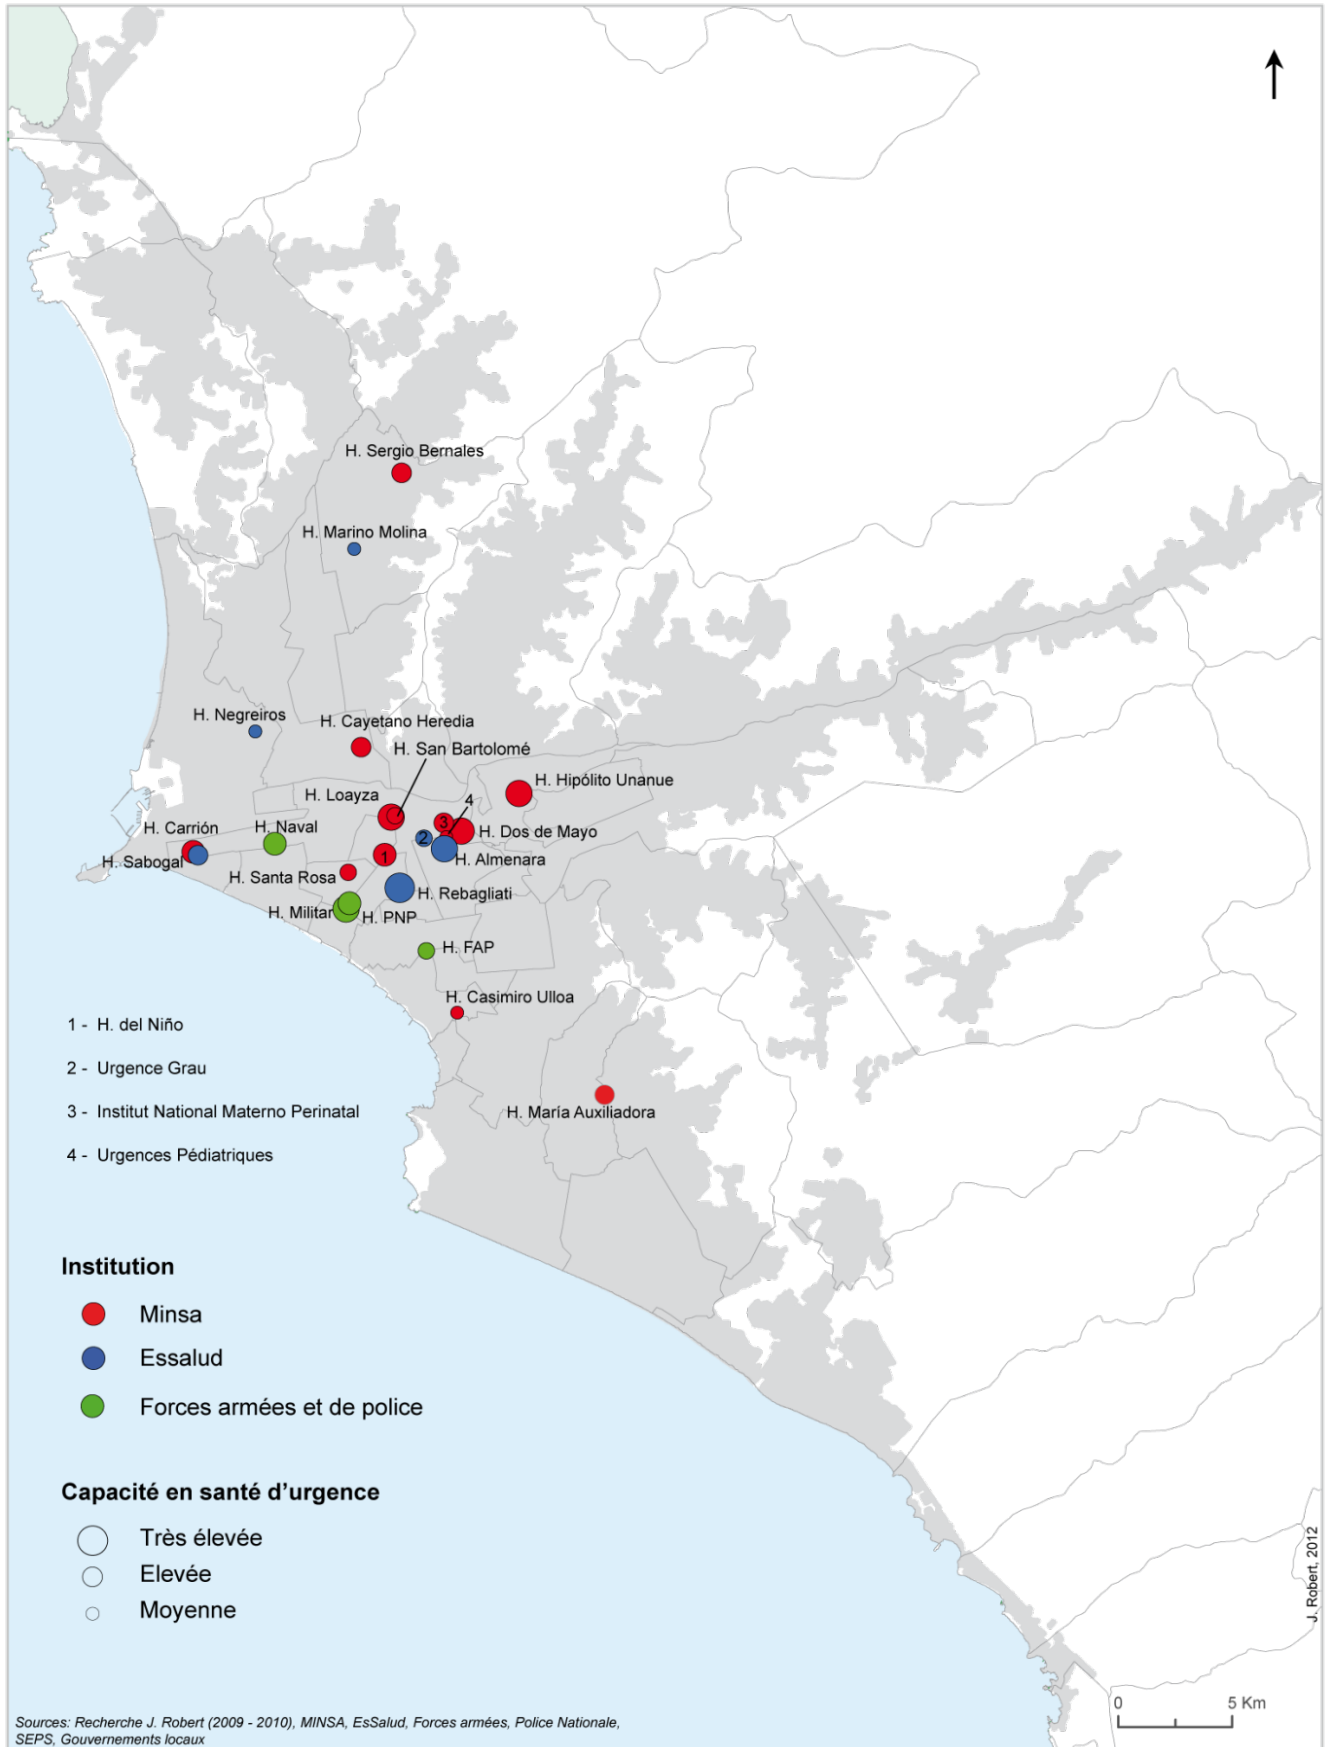 H. Sergio Bernales
H. Marino Molina
H. Negreiros
H. Cayetano Heredia
H. San Bartolomé
H. Hipólito Unanue
H. Loayza
4
H. Carrión
H. Naval
3
H. Dos de Mayo
2
H. Sabogal
1
H. Almenara
H. Santa Rosa
H. Rebagliati
H. Militar
H. PNP
H. FAP
H. Casimiro Ulloa
H. María Auxiliadora
1 - H. del Niño
2 - Urgence Grau
3 - Institut National Materno Perinatal
4 - Urgences Pédiatriques
Institution
Minsa
Essalud
Forces armées et de police
Capacité en santé d’urgence
Très élevée
Elevée
Moyenne
J. Robert, 2012
0 5 Km
Sources: Recherche J. Robert (2009 - 2010), MINSA, EsSalud, Forces armées, Police Nationale,
SEPS, Gouvernements locaux